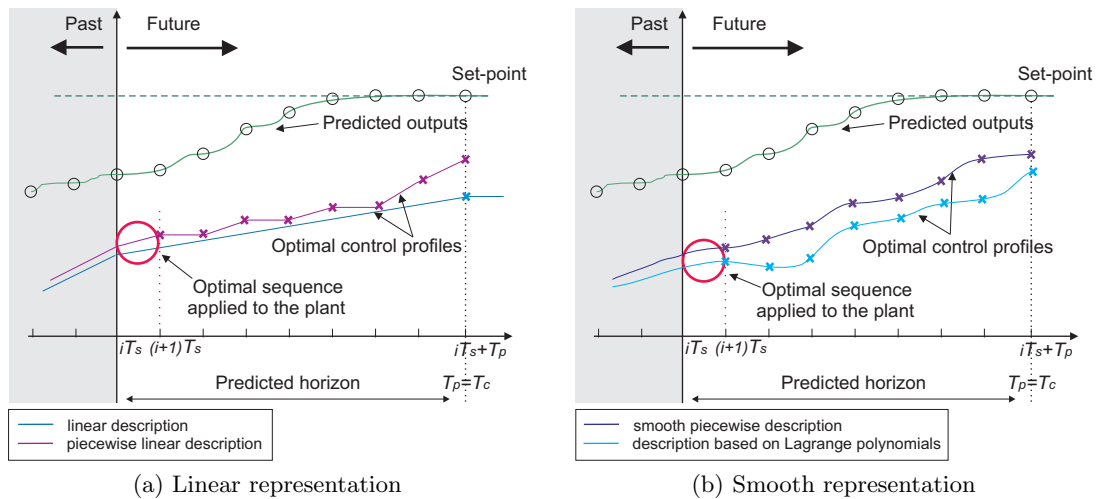 Past
Future
Set-point
Predicted outputs
Optimal control profiles
Optimal sequence
applied to the plant
iTs (i+1)Ts
iTs+Tp
Predicted horizon
Tp=Tc
linear description
piecewise linear description
(a) Linear representation
Past
Future
Set-point
Predicted outputs
Optimal control profiles
Optimal sequence
applied to the plant
iTs (i+1)Ts
iTs+Tp
Predicted horizon
Tp=Tc
smooth piecewise description
description based on Lagrange polynomials
(b) Smooth representation